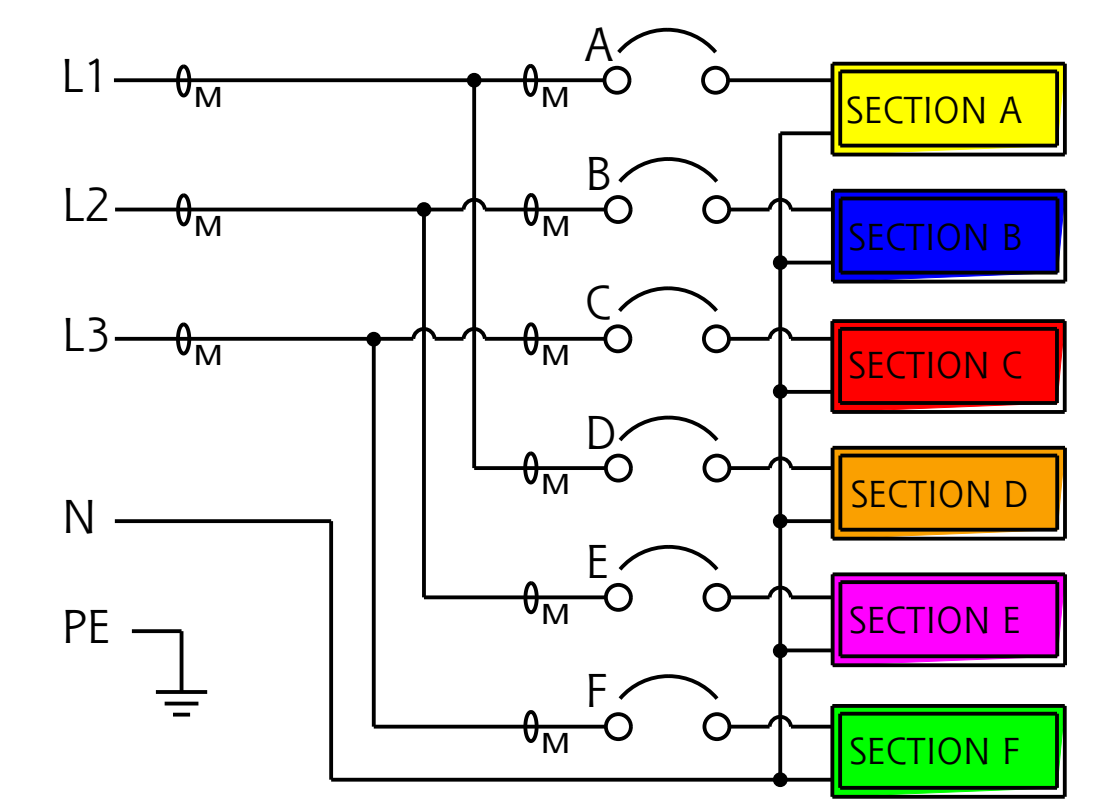 L1 M A M SECTION A
L2 M B M SECTION B
L3 M C M SECTION C
D M SECTION D
N
E M SECTION E
PE
F M SECTION F